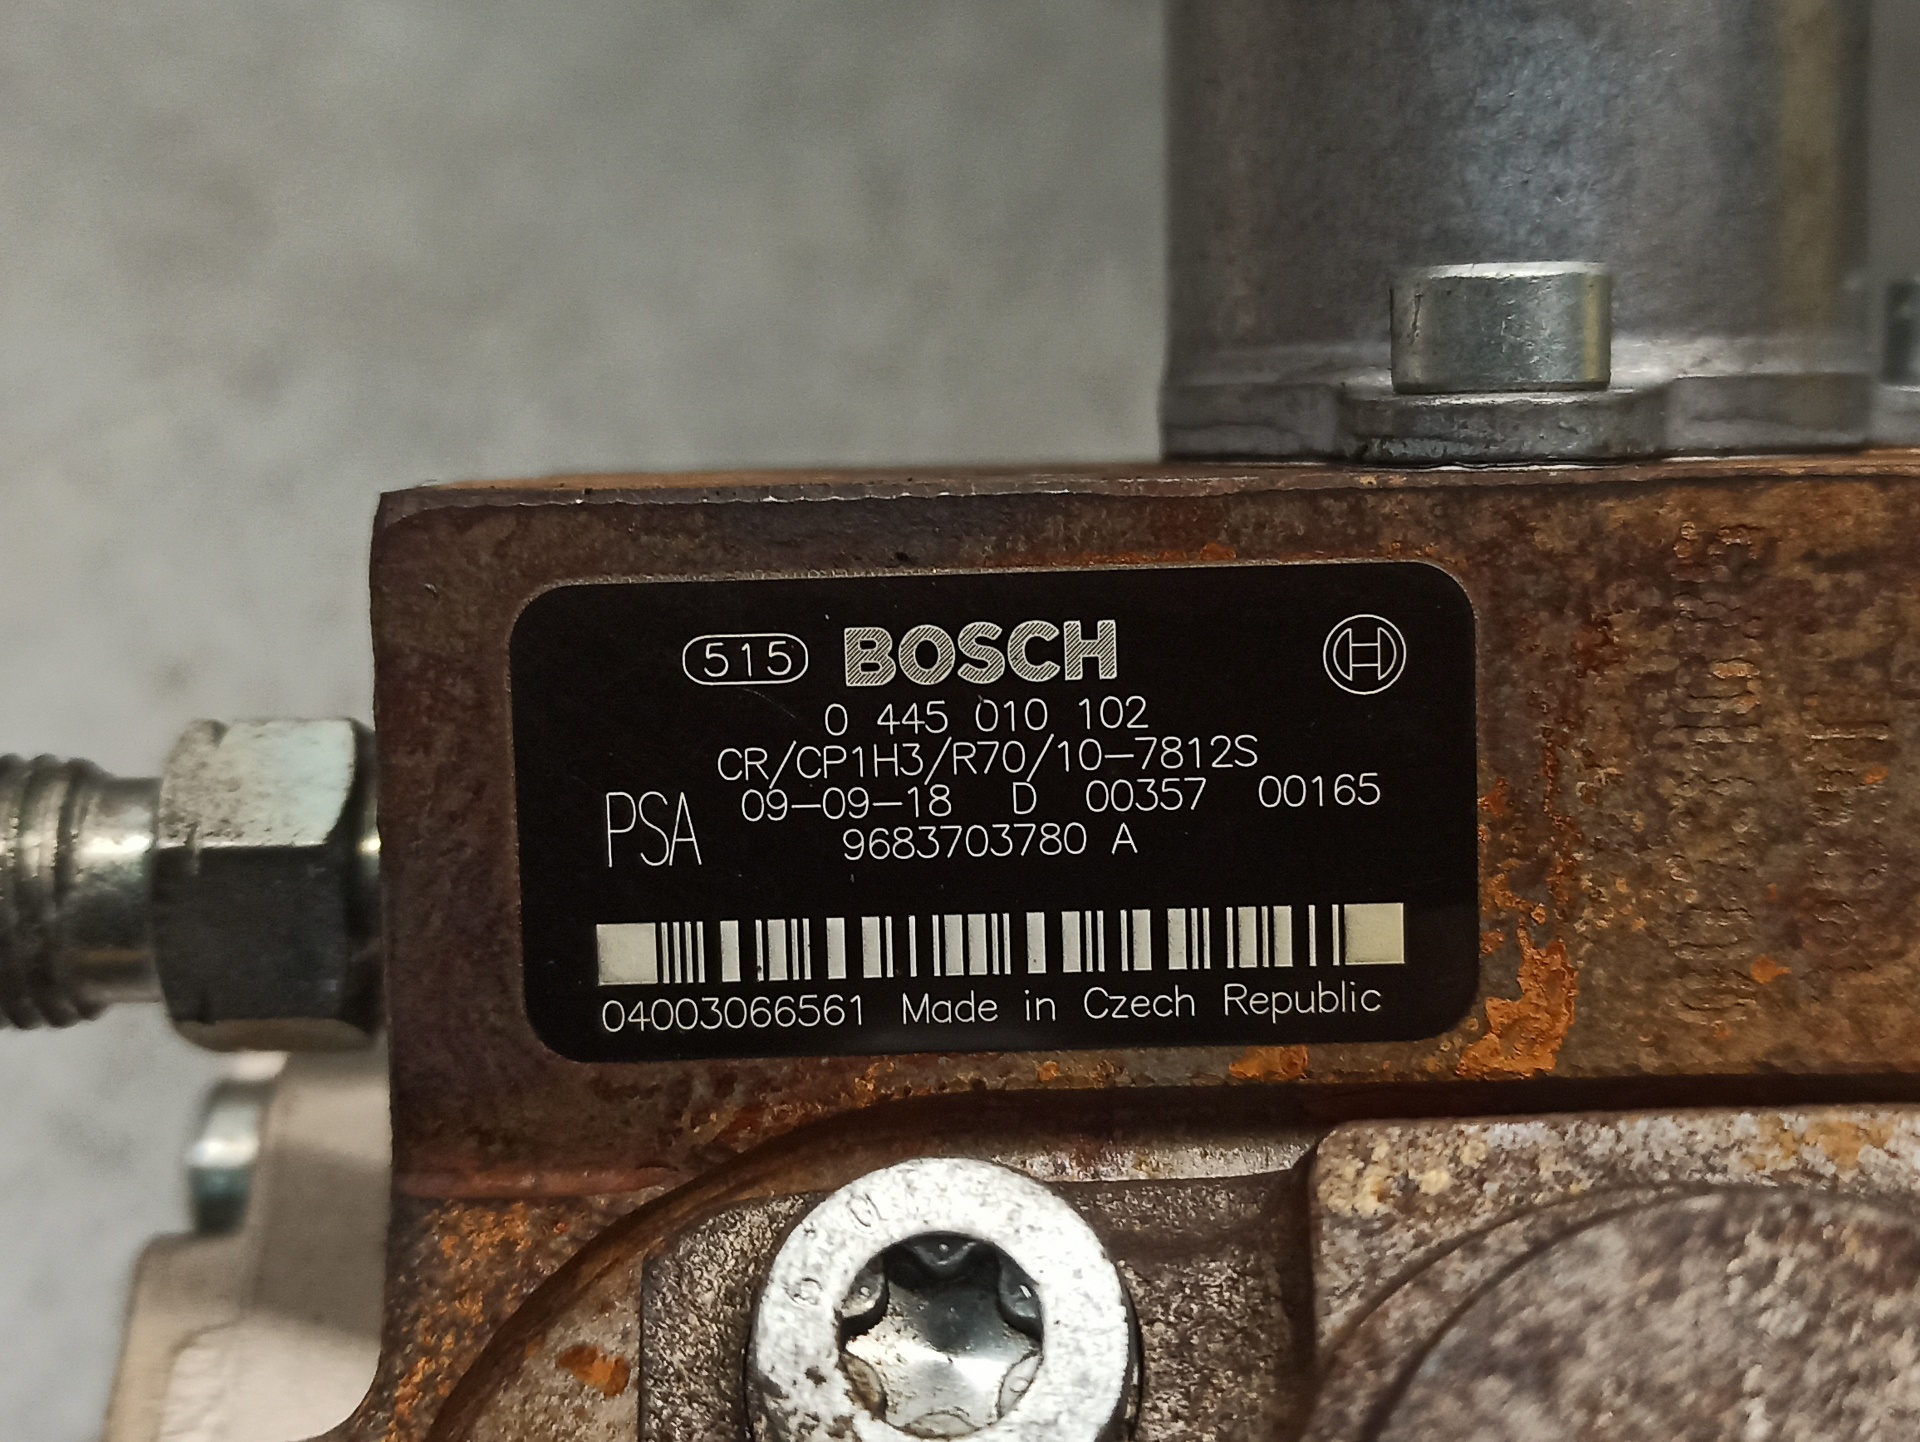 515 BOSCH
0 445 010 102
CR/CP1H3/R70/10-7812S
PSA 09-09-18 D 00357 00165
9683703780 A
04003066561 Made in Czech Republic